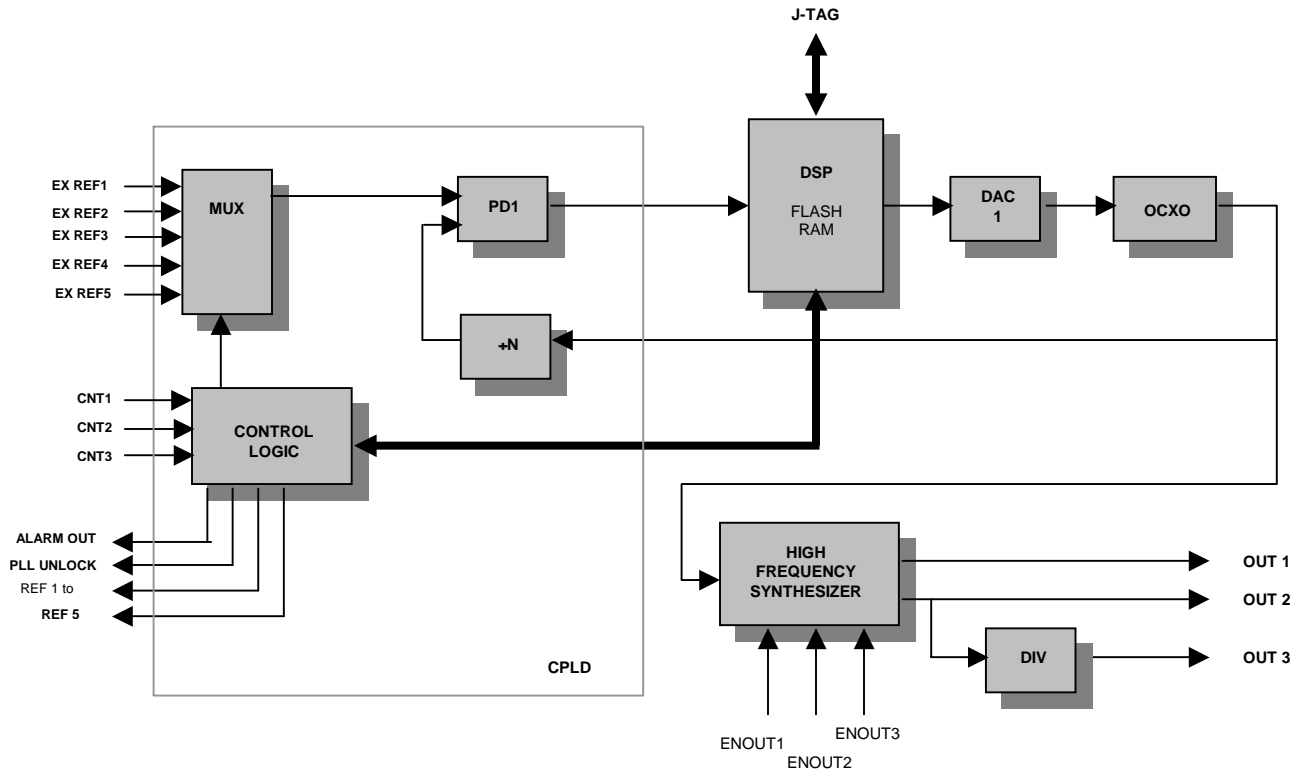 J-TAG
EX REF1
EX REF2
EX REF3
EX REF4
EX REF5
MUX
PD1
DSP
FLASH
RAM
DAC
1
OCXO
÷N
CNT1
CNT2
CNT3
CONTROL
LOGIC
ALARM OUT
PLL UNLOCK
REF 1 to
REF 5
CPLD
HIGH
FREQUENCY
SYNTHESIZER
OUT 1
OUT 2
DIV
OUT 3
ENOUT1
ENOUT2
ENOUT3